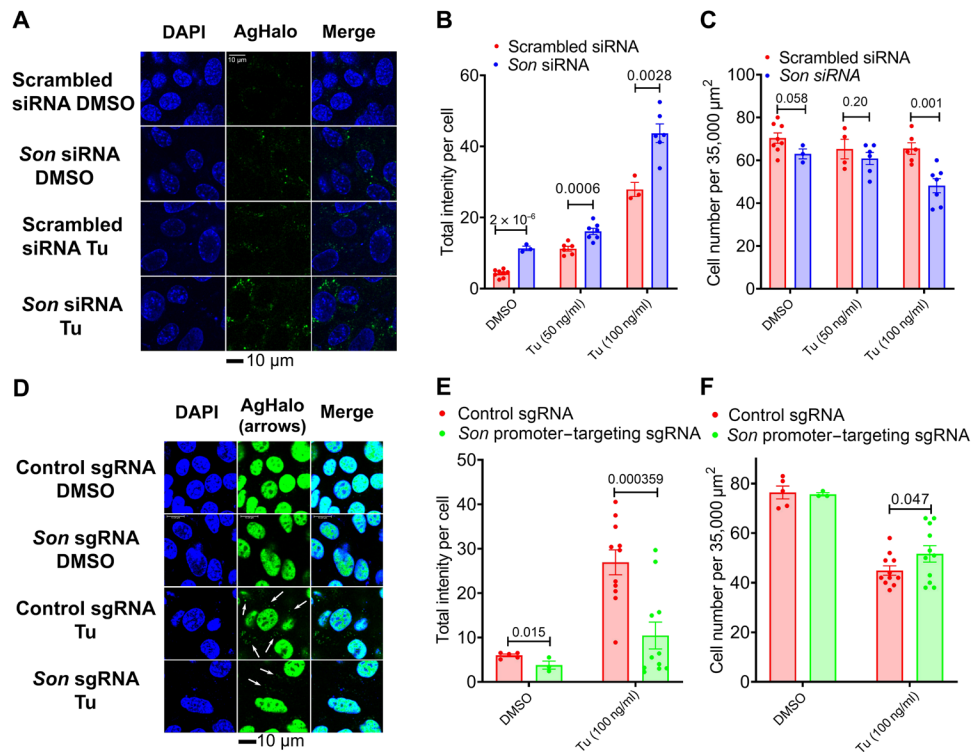 A
DAPI
AgHalo
Merge
10 μm
Scrambled
siRNA DMSO
Son siRNA
DMSO
Scrambled
siRNA Tu
Son siRNA
Tu
10 μm
B
Scrambled siRNA
Son siRNA
Total intenity per cell
60
40
20
0
2 × 10⁻⁶
0.0006
0.0028
DMSO
Tu (50 ng/ml)
Tu (100 ng/ml)
C
Scrambled siRNA
Son siRNA
Cell number per 35,000 μm²
100
80
60
40
20
0
0.058
0.20
0.001
DMSO
Tu (50 ng/ml)
Tu (100 ng/ml)
D
DAPI
AgHalo
(arrows)
Merge
Control sgRNA
DMSO
Son sgRNA
DMSO
Control sgRNA
Tu
Son sgRNA
Tu
10 μm
E
Control sgRNA
Son promoter–targeting sgRNA
Total intensity per cell
50
40
30
20
10
0
0.015
0.000359
DMSO
Tu (100 ng/ml)
F
Control sgRNA
Son promoter–targeting sgRNA
Cell number per 35,000 μm²
80
60
40
20
0
0.047
DMSO
Tu (100 ng/ml)